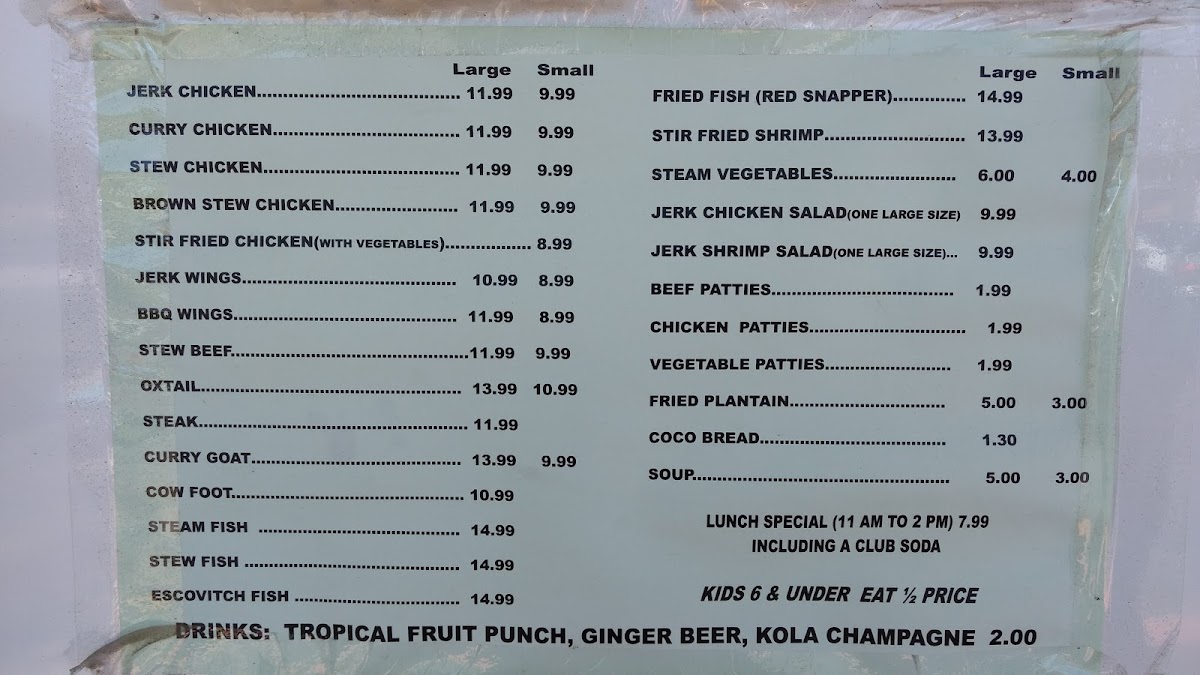 Large Small
JERK CHICKEN................................................ 11.99 9.99
CURRY CHICKEN............................................ 11.99 9.99
STEW CHICKEN.............................................. 11.99 9.99
BROWN STEW CHICKEN............................. 11.99 9.99
STIR FRIED CHICKEN(WITH VEGETABLES).................... 8.99
JERK WINGS................................................... 10.99 8.99
BBQ WINGS..................................................... 11.99 8.99
STEW BEEF.......................................................11.99 9.99
OXTAIL.............................................................. 13.99 10.99
STEAK............................................................... 11.99
CURRY GOAT.................................................. 13.99 9.99
COW FOOT....................................................... 10.99
STEAM FISH ................................................ 14.99
STEW FISH ................................................... 14.99
ESCOVITCH FISH ....................................... 14.99
Large Small
FRIED FISH (RED SNAPPER)................. 14.99
STIR FRIED SHRIMP................................. 13.99
STEAM VEGETABLES............................. 6.00 4.00
JERK CHICKEN SALAD(ONE LARGE SIZE) 9.99
JERK SHRIMP SALAD(ONE LARGE SIZE)... 9.99
BEEF PATTIES........................................... 1.99
CHICKEN PATTIES..................................... 1.99
VEGETABLE PATTIES.............................. 1.99
FRIED PLANTAIN..................................... 5.00 3.00
COCO BREAD............................................ 1.30
SOUP............................................................. 5.00 3.00
LUNCH SPECIAL (11 AM TO 2 PM) 7.99
INCLUDING A CLUB SODA
KIDS 6 & UNDER EAT ½ PRICE
DRINKS: TROPICAL FRUIT PUNCH, GINGER BEER, KOLA CHAMPAGNE 2.00